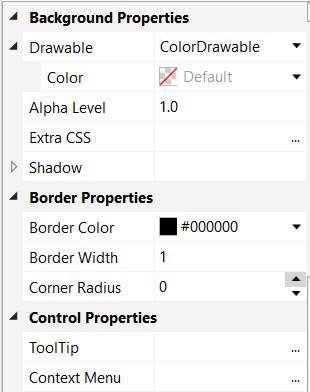 Background Properties
Drawable ColorDrawable
Color Default
Alpha Level 1.0
Extra CSS ...
Shadow
Border Properties
Border Color #000000
Border Width 1
Corner Radius 0
Control Properties
ToolTip ...
Context Menu ...